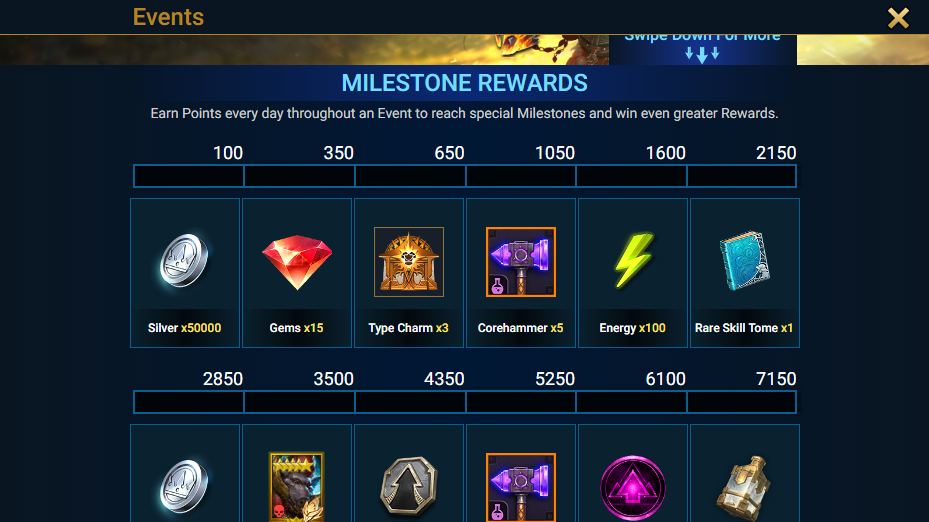 Events
Swipe Down For More
MILESTONE REWARDS
Earn Points every day throughout an Event to reach special Milestones and win even greater Rewards.
100 350 650 1050 1600 2150
Silver x50000 Gems x15 Type Charm x3 Corehammer x5 Energy x100 Rare Skill Tome x1
2850 3500 4350 5250 6100 7150